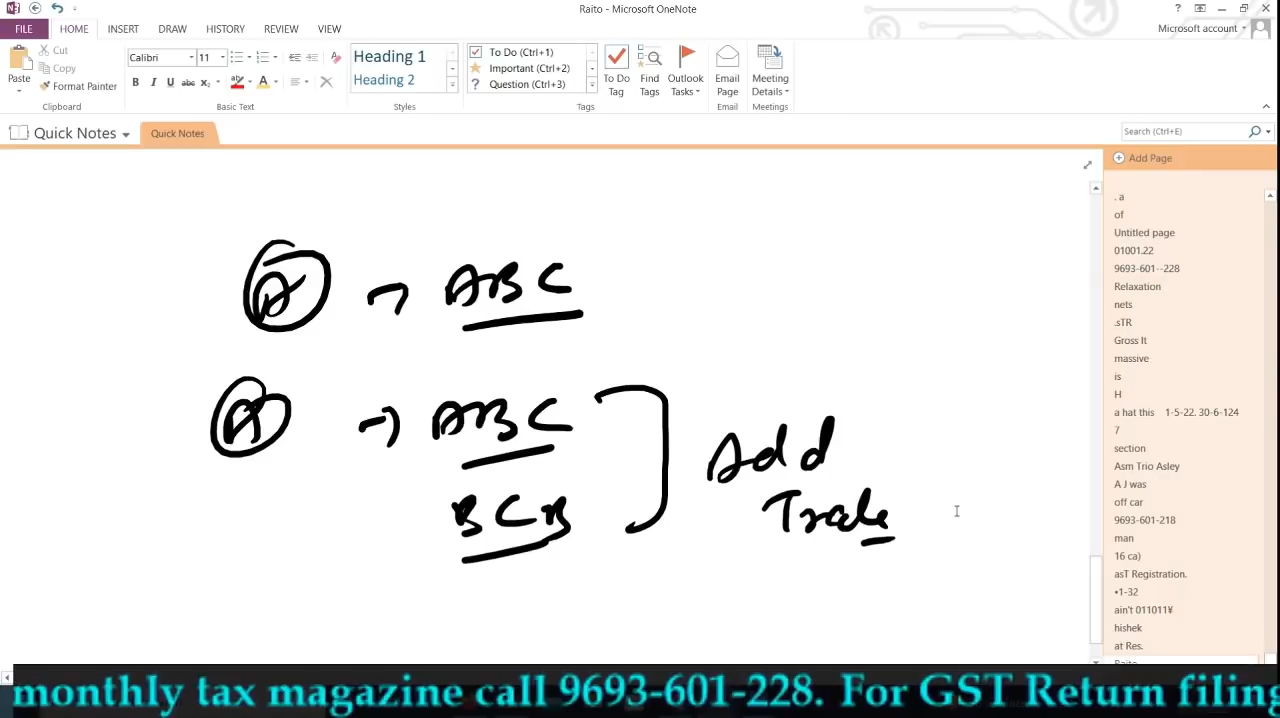 Raito - Microsoft OneNote
FILE HOME INSERT DRAW HISTORY REVIEW VIEW
Microsoft account
Paste
Cut
Copy
Format Painter
Clipboard
Calibri 11
B I U abc X₂ A
Basic Text
Heading 1
Heading 2
Styles
To Do (Ctrl+1)
Important (Ctrl+2)
Question (Ctrl+3)
To Do Tag
Find Tags
Outlook Tasks
Tags
Email Page
Email
Meeting Details
Meetings
Quick Notes
Quick Notes
Search (Ctrl+E)
Add Page
. a
of
Untitled page
01001.22
9693-601--228
Relaxation
nets
.sTR
Gross It
massive
is
H
a hat this 1-5-22. 30-6-124
7
section
Asm Trio Asley
A J was
off car
9693-601-218
man
16 ca)
asT Registration.
•1-32
ain't 011011¥
hishek
at Res.
Raito
A → ABC
A → ABC
BCB
Add
Trade
monthly tax magazine call 9693-601-228. For GST Return filing